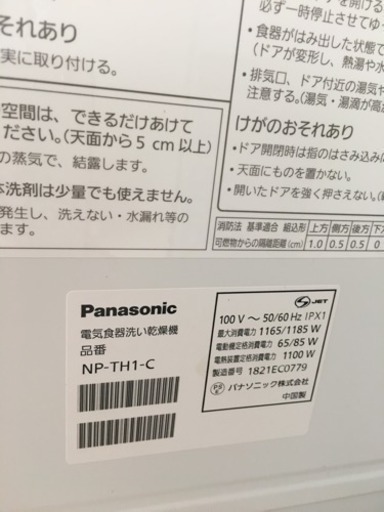 ドアを開ける
必ず一時停止させてゆっ
・食器がはみ出した状態で
(ドアが変形し、熱湯や水
・排気口、ドア付近の湯気や
注意する。(湯気・湯滴が高
けがのおそれあり
・ドア開閉時は指のはさみ込み
・天面にものを置かない。
・開いたドアを強く押さえない。
それあり
実に取り付ける。
空間は、できるだけあけて
ださい。(天面から5 cm 以上)
の蒸気で、結露します。
洗剤は少量でも使えません。
発生し、洗えない・水漏れ等の
消防法 基準適合 組込形 上方 側方 後方 下方
可燃物からの離隔距離(cm) 1.0 0.5 0.5 0
Panasonic
電気食器洗い乾燥機
品番
NP-TH1-C
S JET
100 V ～ 50/60 Hz IPX1
最大消費電力 1165/1185 W
電動機定格消費電力 65/85 W
電熱装置定格消費電力 1100 W
製造番号 1821EC0779
PSE パナソニック株式会社
中国製